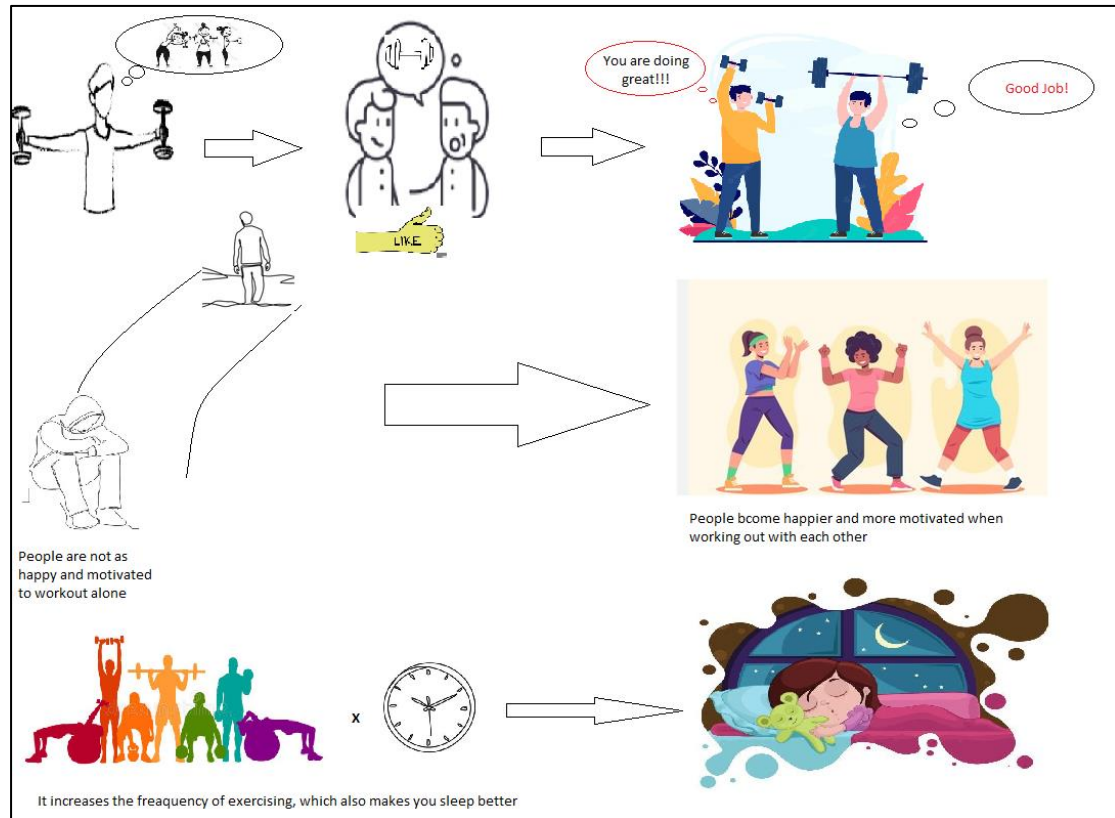 You are doing
great!!!
Good Job!
LIKE
People are not as
happy and motivated
to workout alone
People bcome happier and more motivated when
working out with each other
x
It increases the freaquency of exercising, which also makes you sleep better